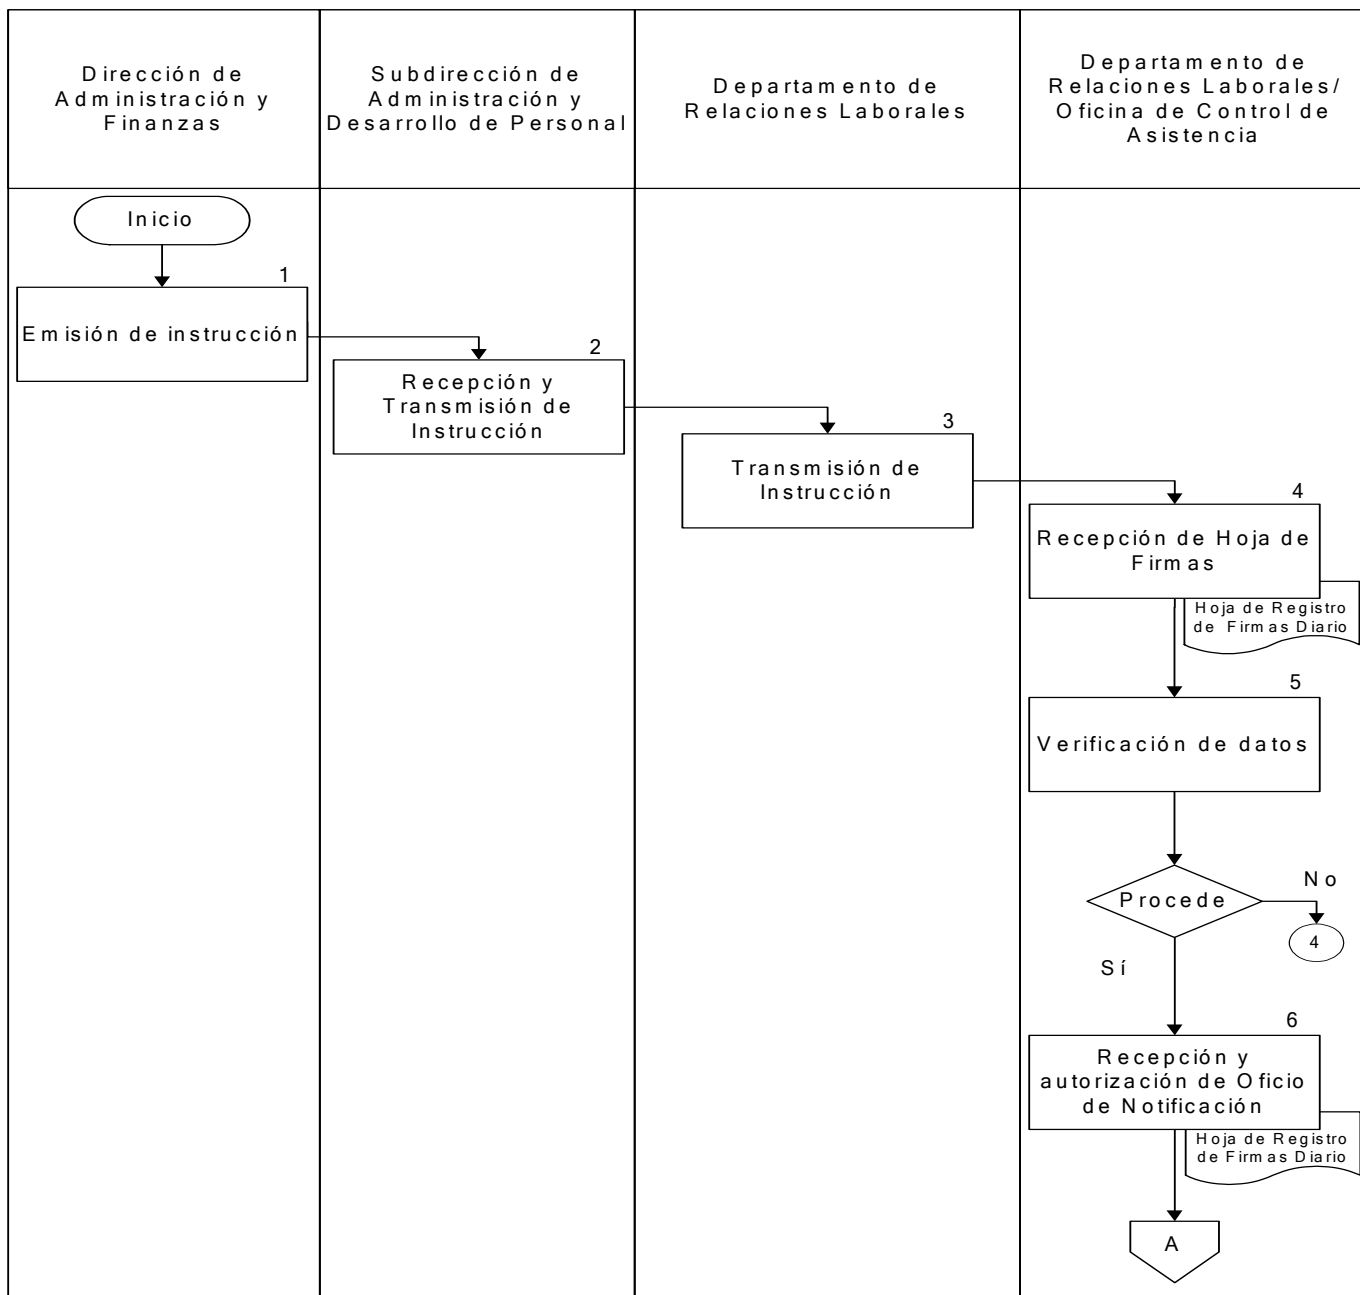 Dirección de
Administración y
Finanzas
Subdirección de
Administración y
Desarrollo de Personal
Departamento de
Relaciones Laborales
Departamento de
Relaciones Laborales/
Oficina de Control de
Asistencia
Inicio
1
Emisión de instrucción
2
Recepción y
Transmisión de
Instrucción
3
Transmisión de
Instrucción
4
Recepción de Hoja de
Firmas
Hoja de Registro
de Firmas Diario
5
Verificación de datos
Procede
No
4
Sí
6
Recepción y
autorización de Oficio
de Notificación
Hoja de Registro
de Firmas Diario
A